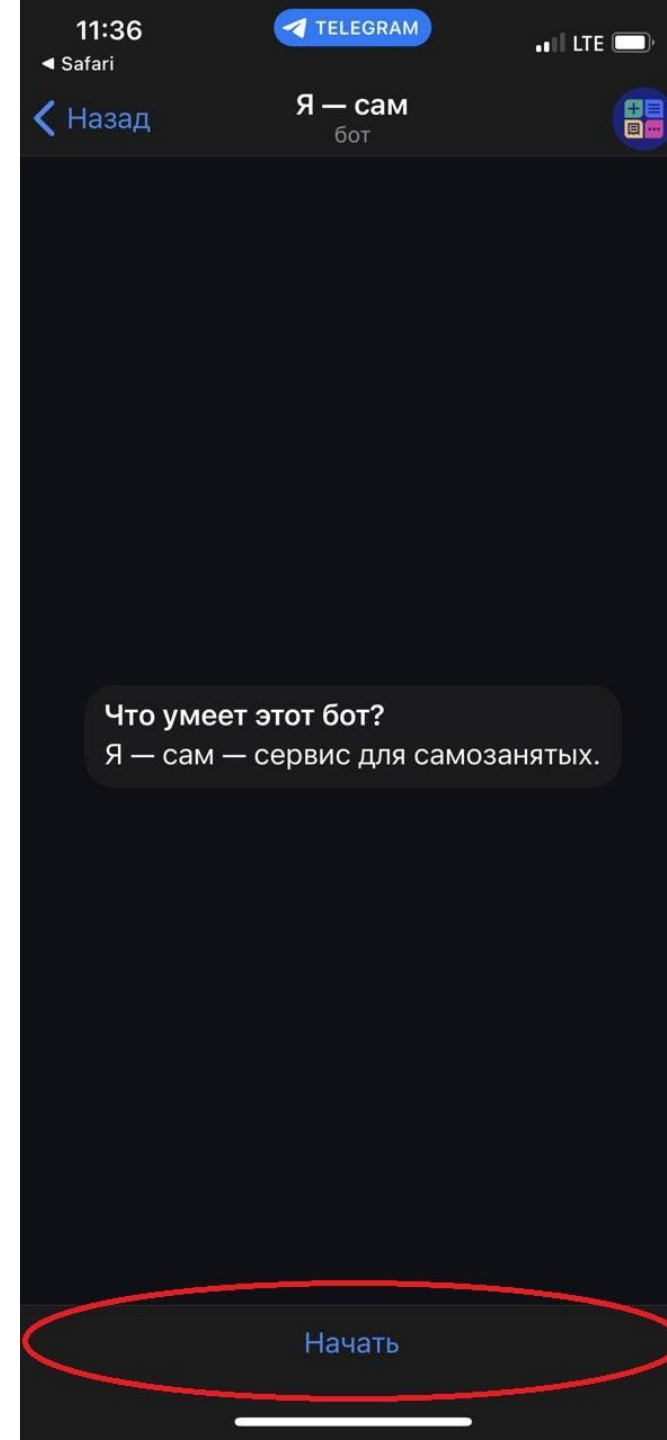 11:36
TELEGRAM
LTE
◀ Safari
Назад
Я — сам
бот
Что умеет этот бот?
Я — сам — сервис для самозанятых.
Начать